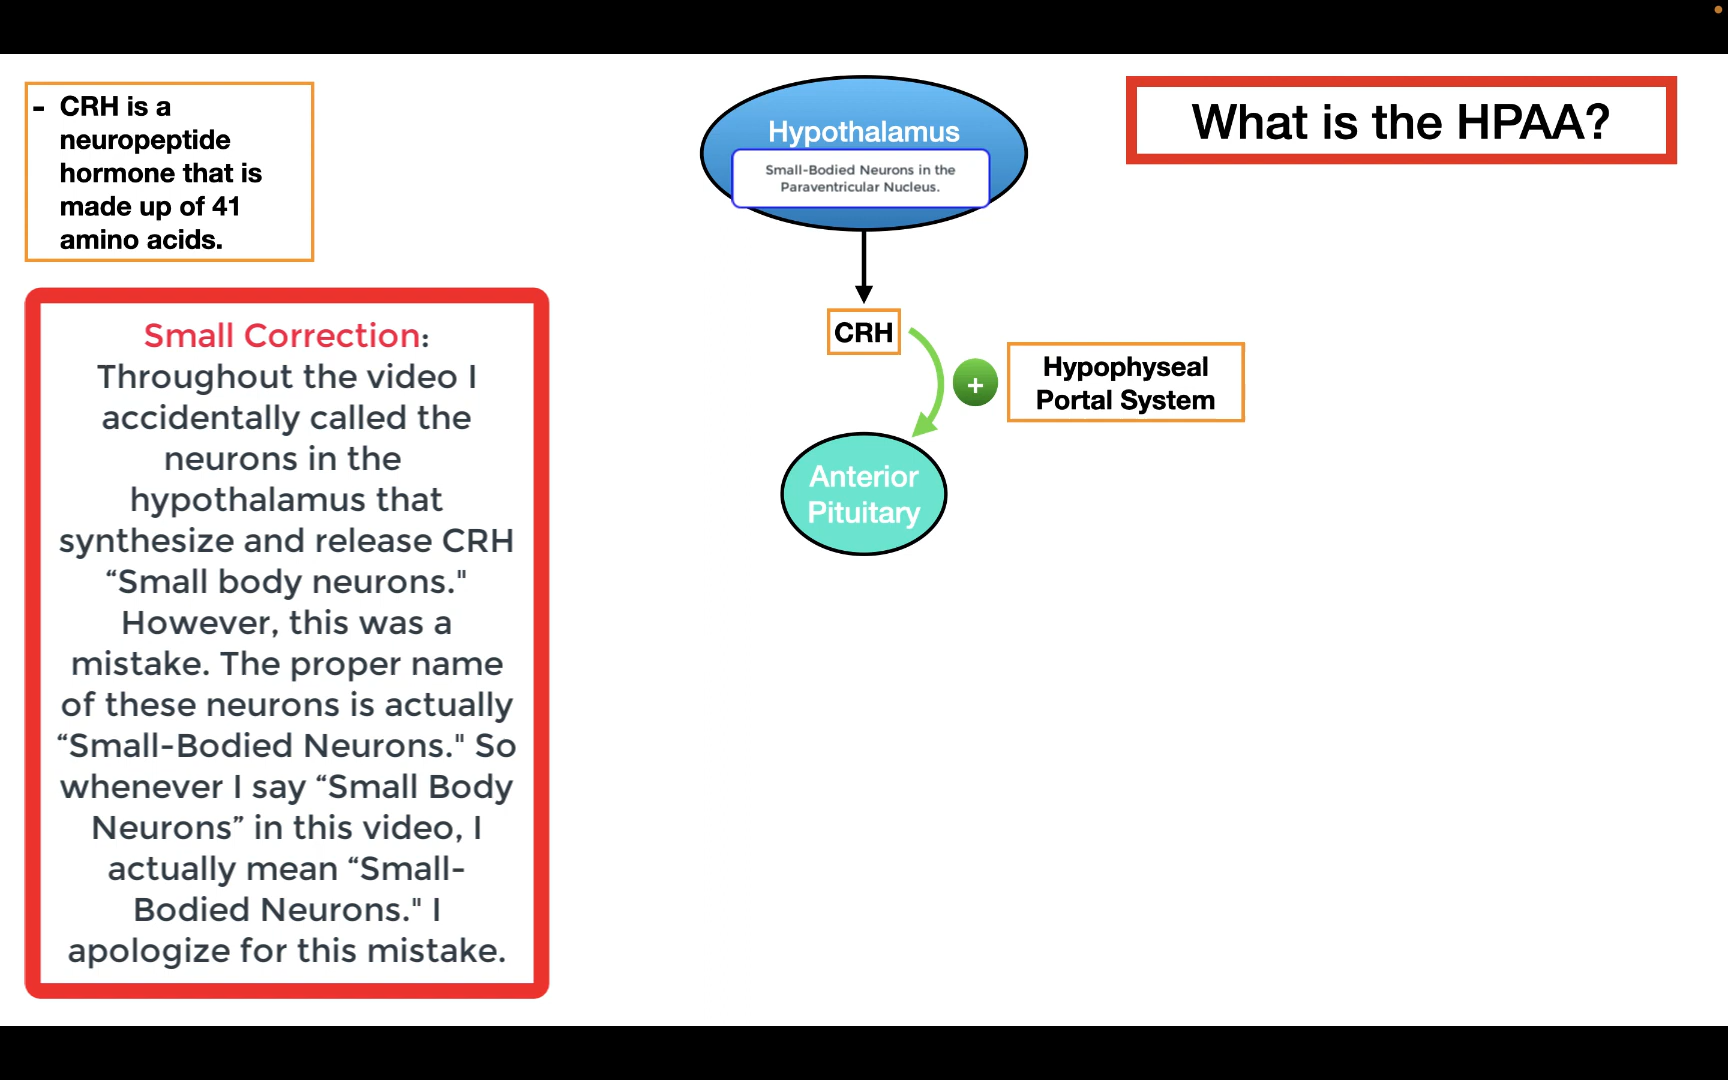 - CRH is a
neuropeptide
hormone that is
made up of 41
amino acids.
Small Correction:
Throughout the video I
accidentally called the
neurons in the
hypothalamus that
synthesize and release CRH
“Small body neurons."
However, this was a
mistake. The proper name
of these neurons is actually
“Small-Bodied Neurons." So
whenever I say “Small Body
Neurons” in this video, I
actually mean “Small-
Bodied Neurons." I
apologize for this mistake.
Hypothalamus
Small-Bodied Neurons in the
Paraventricular Nucleus.
CRH
+
Hypophyseal
Portal System
Anterior
Pituitary
What is the HPAA?